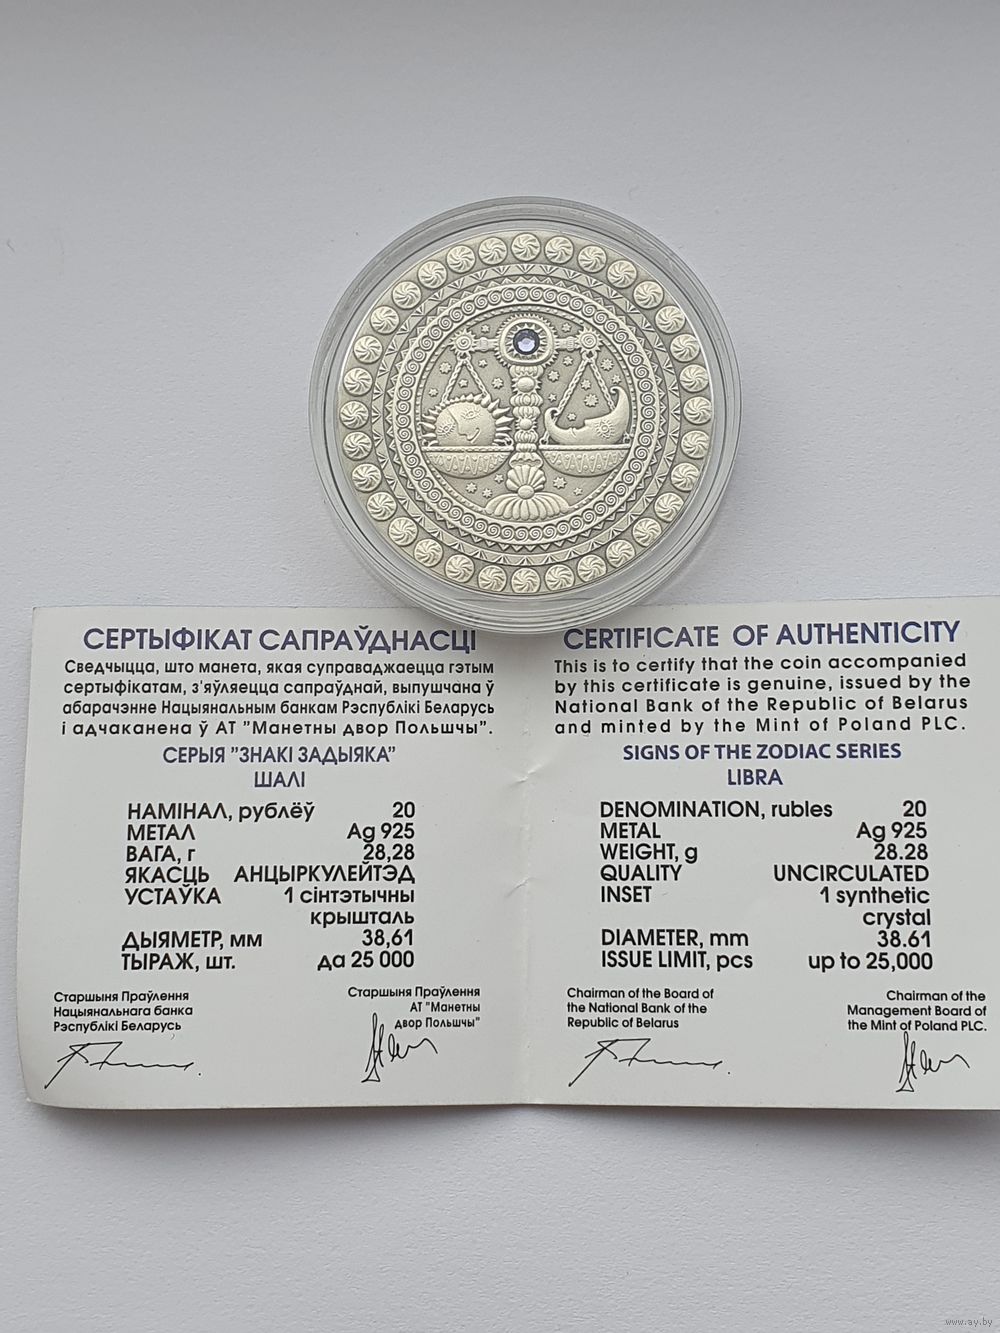 СЕРТЫФІКАТ САПРАЎДНАСЦІ
Сведчыцца, што манета, якая суправаджаецца гэтым
сертыфікатам, з'яўляецца сапраўднай, выпушчана ў
абарачэнне Нацыянальным банкам Рэспублікі Беларусь
і адчаканена ў АТ "Манетны двор Польшчы".
СЕРЫЯ "ЗНАКІ ЗАДЫЯКА"
ШАЛІ
НАМІНАЛ, рублёў 20
МЕТАЛ Ag 925
ВАГА, г 28,28
ЯКАСЦЬ АНЦЫРКУЛЕЙТЭД
УСТАЎКА 1 сінтэтычны
крышталь
ДЫЯМЕТР, мм 38,61
ТЫРАЖ, шт. да 25 000
Старшыня Праўлення
Нацыянальнага банка
Рэспублікі Беларусь
Старшыня Праўлення
АТ "Манетны
двор Польшчы"
CERTIFICATE OF AUTHENTICITY
This is to certify that the coin accompanied
by this certificate is genuine, issued by the
National Bank of the Republic of Belarus
and minted by the Mint of Poland PLC.
SIGNS OF THE ZODIAC SERIES
LIBRA
DENOMINATION, rubles 20
METAL Ag 925
WEIGHT, g 28.28
QUALITY UNCIRCULATED
INSET 1 synthetic
crystal
DIAMETER, mm 38.61
ISSUE LIMIT, pcs up to 25,000
Chairman of the Board of
the National Bank of the
Republic of Belarus
Chairman of the
Management Board of
the Mint of Poland PLC.
www.ay.by